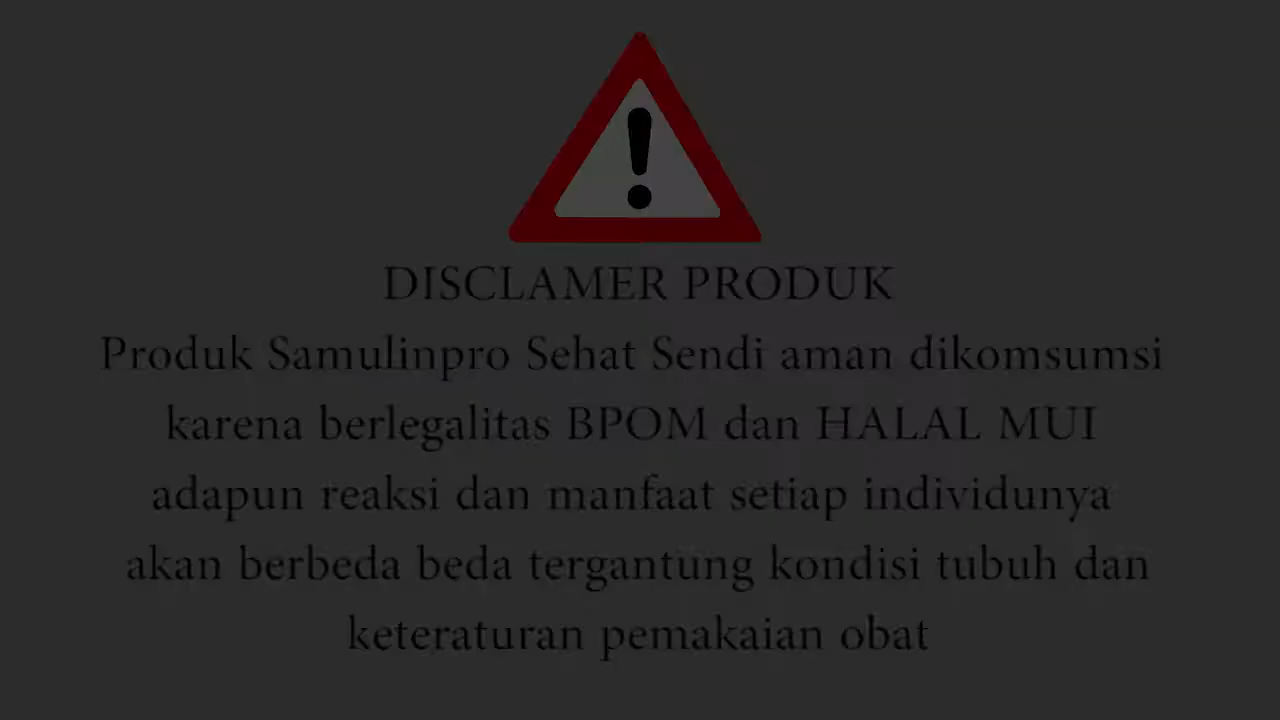 DISCLAMER PRODUK
Produk Samulinpro Sehat Sendi aman dikomsumsi
karena berlegalitas BPOM dan HALAL MUI
adapun reaksi dan manfaat setiap individunya
akan berbeda beda tergantung kondisi tubuh dan
keteraturan pemakaian obat